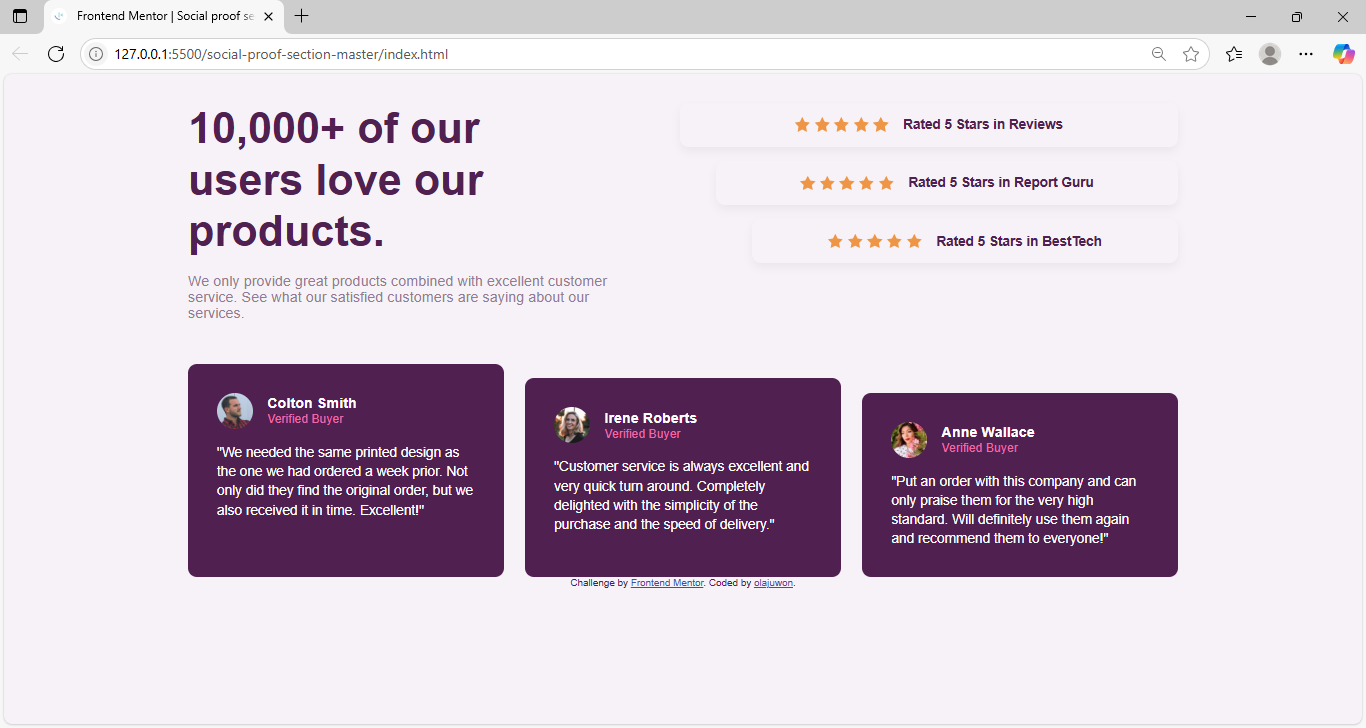 Frontend Mentor | Social proof se
127.0.0.1:5500/social-proof-section-master/index.html
10,000+ of our
users love our
products.
We only provide great products combined with excellent customer
service. See what our satisfied customers are saying about our
services.
Rated 5 Stars in Reviews
Rated 5 Stars in Report Guru
Rated 5 Stars in BestTech
Colton Smith
Verified Buyer
"We needed the same printed design as
the one we had ordered a week prior. Not
only did they find the original order, but we
also received it in time. Excellent!"
Irene Roberts
Verified Buyer
"Customer service is always excellent and
very quick turn around. Completely
delighted with the simplicity of the
purchase and the speed of delivery."
Anne Wallace
Verified Buyer
"Put an order with this company and can
only praise them for the very high
standard. Will definitely use them again
and recommend them to everyone!"
Challenge by Frontend Mentor. Coded by olajuwon.